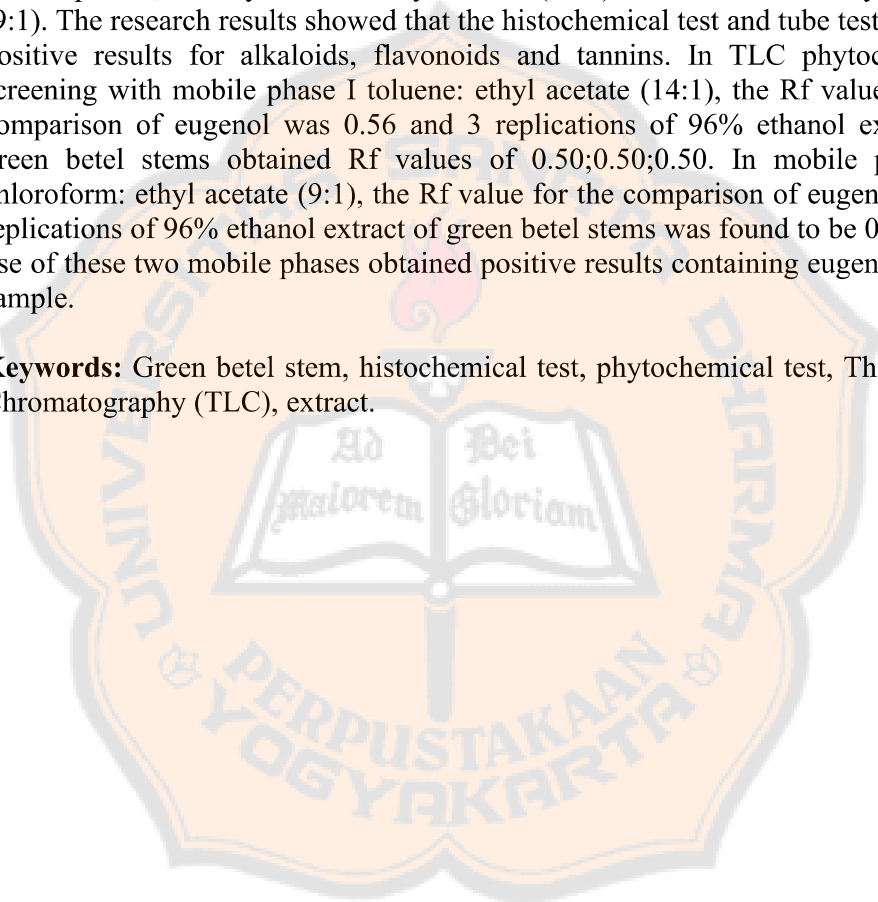 9:1). The research results showed that the histochemical test and tube test
ositive results for alkaloids, flavonoids and tannins. In TLC phytoc
creening with mobile phase I toluene: ethyl acetate (14:1), the Rf value
omparison of eugenol was 0.56 and 3 replications of 96% ethanol ex
reen betel stems obtained Rf values of 0.50;0.50;0.50. In mobile p
hloroform: ethyl acetate (9:1), the Rf value for the comparison of eugen
eplications of 96% ethanol extract of green betel stems was found to be 0
se of these two mobile phases obtained positive results containing eugen
ample.
Keywords: Green betel stem, histochemical test, phytochemical test, Th
Chromatography (TLC), extract.
UNIVERSITAS SANATA DHARMA
Ad Dei
maiorem Gloriam
PERPUSTAKAAN
YOGYAKARTA